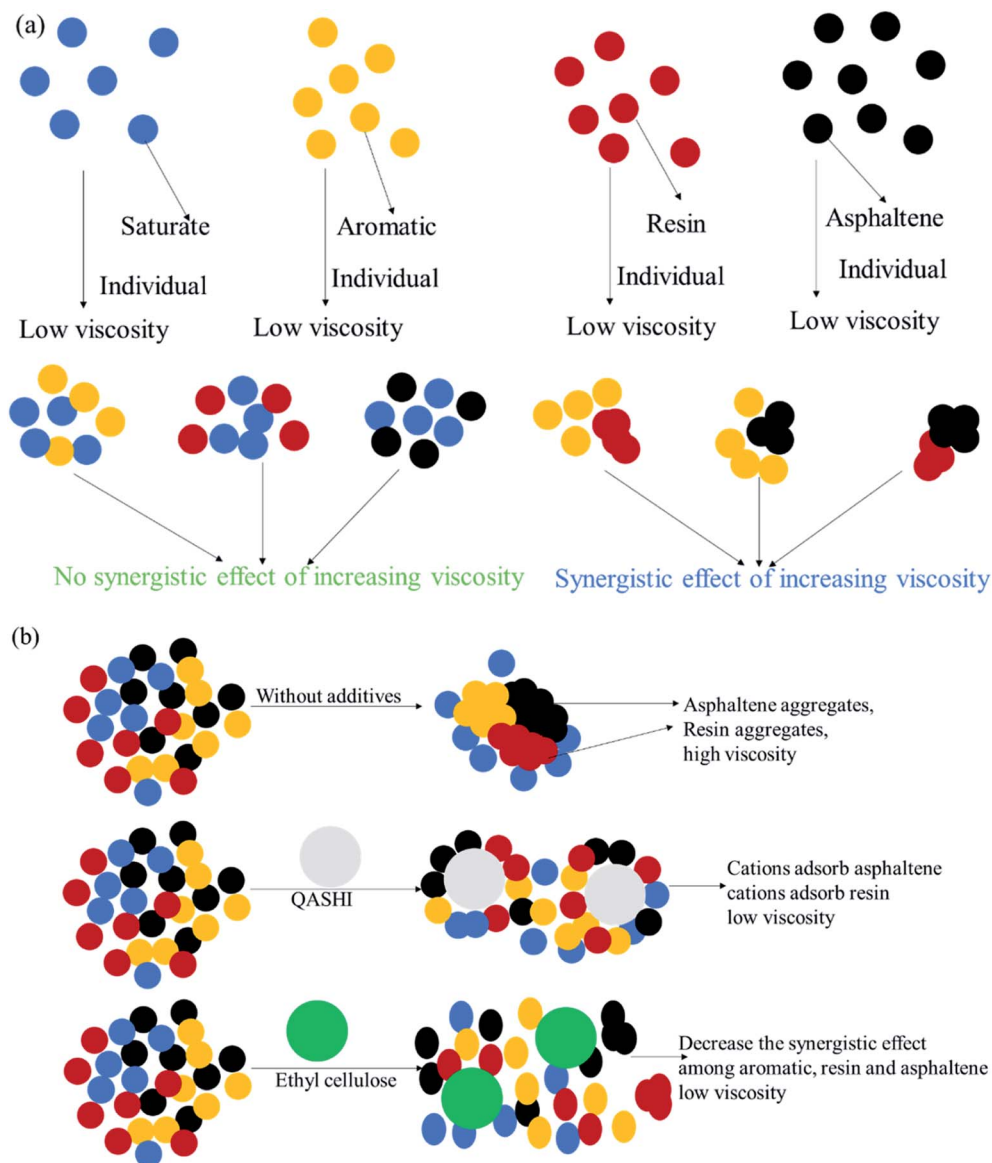 (a)
Saturate
Aromatic
Resin
Asphaltene
Individual
Individual
Individual
Individual
Low viscosity
Low viscosity
Low viscosity
Low viscosity
No synergistic effect of increasing viscosity
Synergistic effect of increasing viscosity
(b)
Without additives
Asphaltene aggregates,
Resin aggregates,
high viscosity
QASHI
Cations adsorb asphaltene
cations adsorb resin
low viscosity
Ethyl cellulose
Decrease the synergistic effect
among aromatic, resin and asphaltene
low viscosity